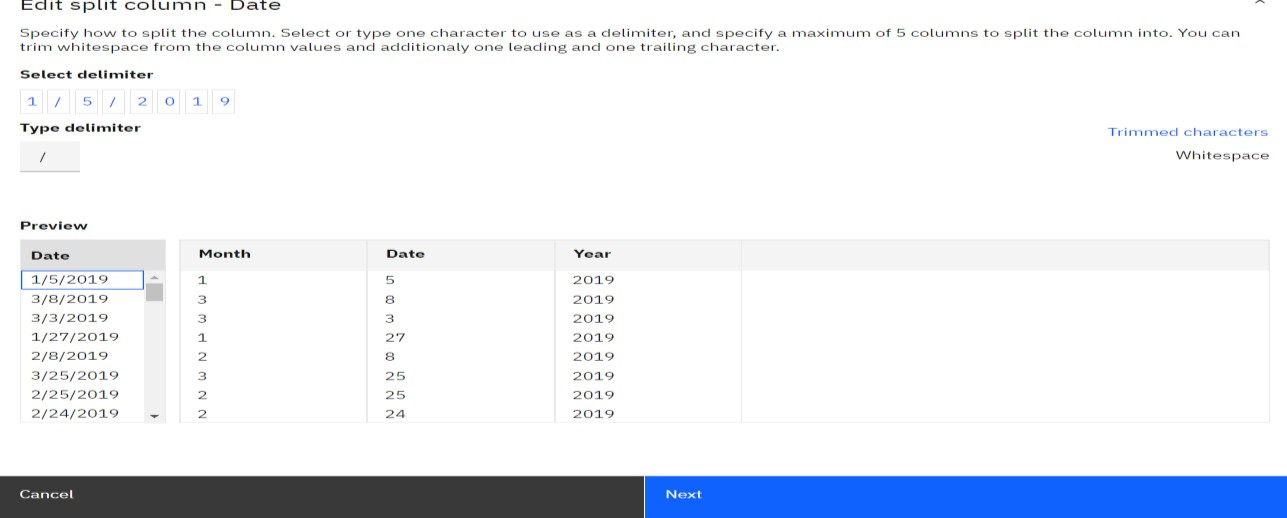 Edit split column - Date
Specify how to split the column. Select or type one character to use as a delimiter, and specify a maximum of 5 columns to split the column into. You can
trim whitespace from the column values and additionaly one leading and one trailing character.
Select delimiter
1 / 5 / 2 0 1 9
Type delimiter
Trimmed characters
/
Whitespace
Preview
Date Month Date Year
1/5/2019 1 5 2019
3/8/2019 3 8 2019
3/3/2019 3 3 2019
1/27/2019 1 27 2019
2/8/2019 2 8 2019
3/25/2019 3 25 2019
2/25/2019 2 25 2019
2/24/2019 2 24 2019
Cancel Next